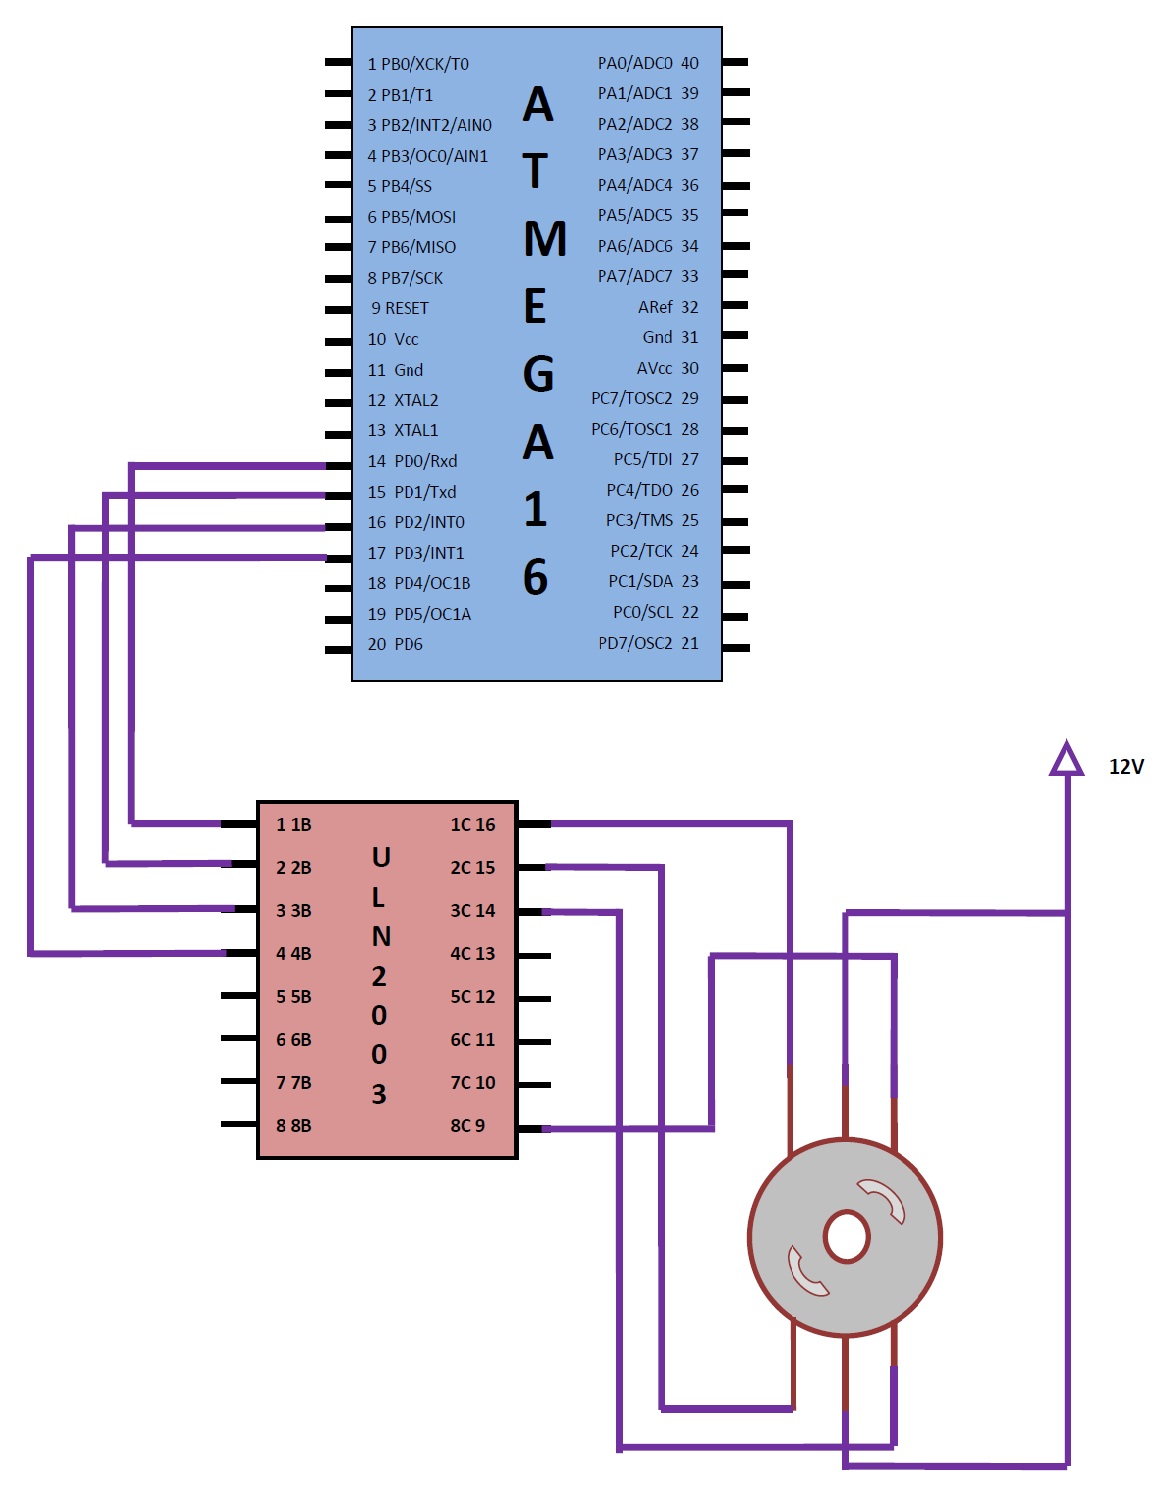 1 PB0/XCK/T0
2 PB1/T1
3 PB2/INT2/AIN0
4 PB3/OC0/AIN1
5 PB4/SS
6 PB5/MOSI
7 PB6/MISO
8 PB7/SCK
9 RESET
10 Vcc
11 Gnd
12 XTAL2
13 XTAL1
14 PD0/Rxd
15 PD1/Txd
16 PD2/INT0
17 PD3/INT1
18 PD4/OC1B
19 PD5/OC1A
20 PD6
A
T
M
E
G
A
1
6
PA0/ADC0 40
PA1/ADC1 39
PA2/ADC2 38
PA3/ADC3 37
PA4/ADC4 36
PA5/ADC5 35
PA6/ADC6 34
PA7/ADC7 33
ARef 32
Gnd 31
AVcc 30
PC7/TOSC2 29
PC6/TOSC1 28
PC5/TDI 27
PC4/TDO 26
PC3/TMS 25
PC2/TCK 24
PC1/SDA 23
PC0/SCL 22
PD7/OSC2 21
12V
1 1B
2 2B
3 3B
4 4B
5 5B
6 6B
7 7B
8 8B
U
L
N
2
0
0
3
1C 16
2C 15
3C 14
4C 13
5C 12
6C 11
7C 10
8C 9